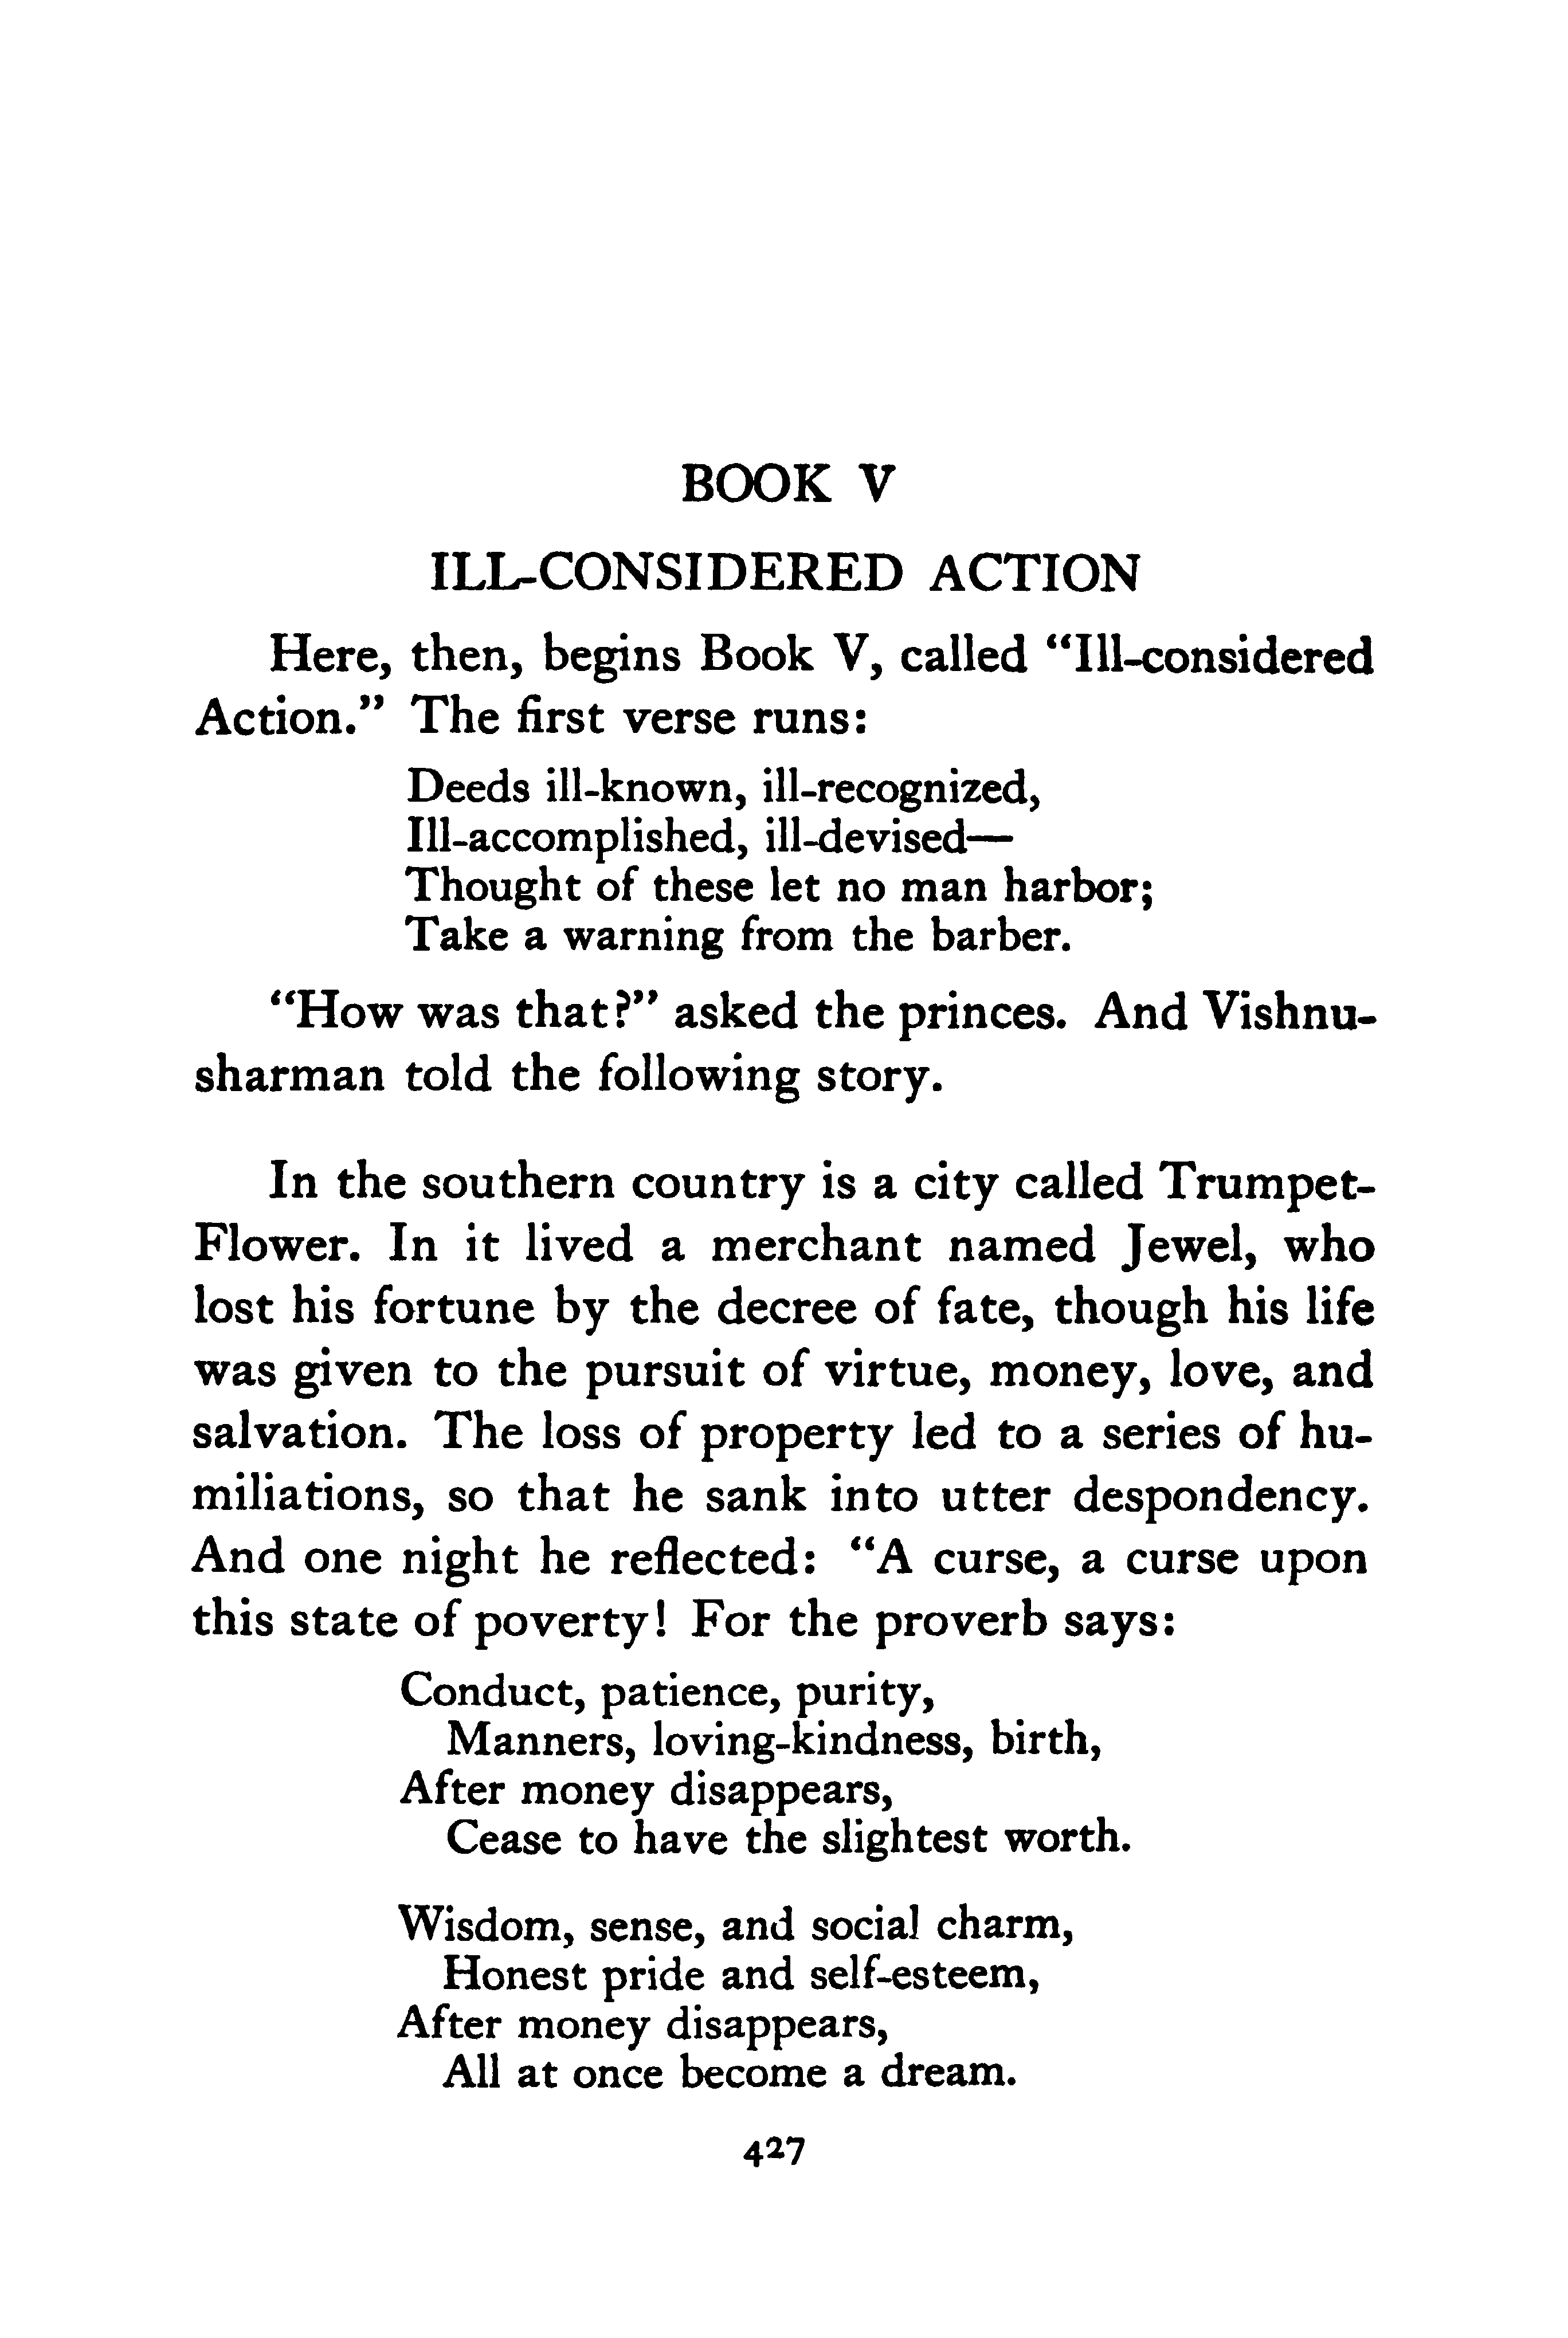 BOOK V
ILL-CONSIDERED ACTION
Here, then, begins Book V, called “Ill-considered
Action.” The first verse runs:
Deeds ill-known, ill-recognized,
Ill-accomplished, ill-devised—
Thought of these let no man harbor;
Take a warning from the barber.
“How was that?” asked the princes. And Vishnu-
sharman told the following story.
In the southern country is a city called Trumpet-
Flower. In it lived a merchant named Jewel, who
lost his fortune by the decree of fate, though his life
was given to the pursuit of virtue, money, love, and
salvation. The loss of property led to a series of hu-
miliations, so that he sank into utter despondency.
And one night he reflected: “A curse, a curse upon
this state of poverty! For the proverb says:
Conduct, patience, purity,
Manners, loving-kindness, birth,
After money disappears,
Cease to have the slightest worth.
Wisdom, sense, and social charm,
Honest pride and self-esteem,
After money disappears,
All at once become a dream.
427